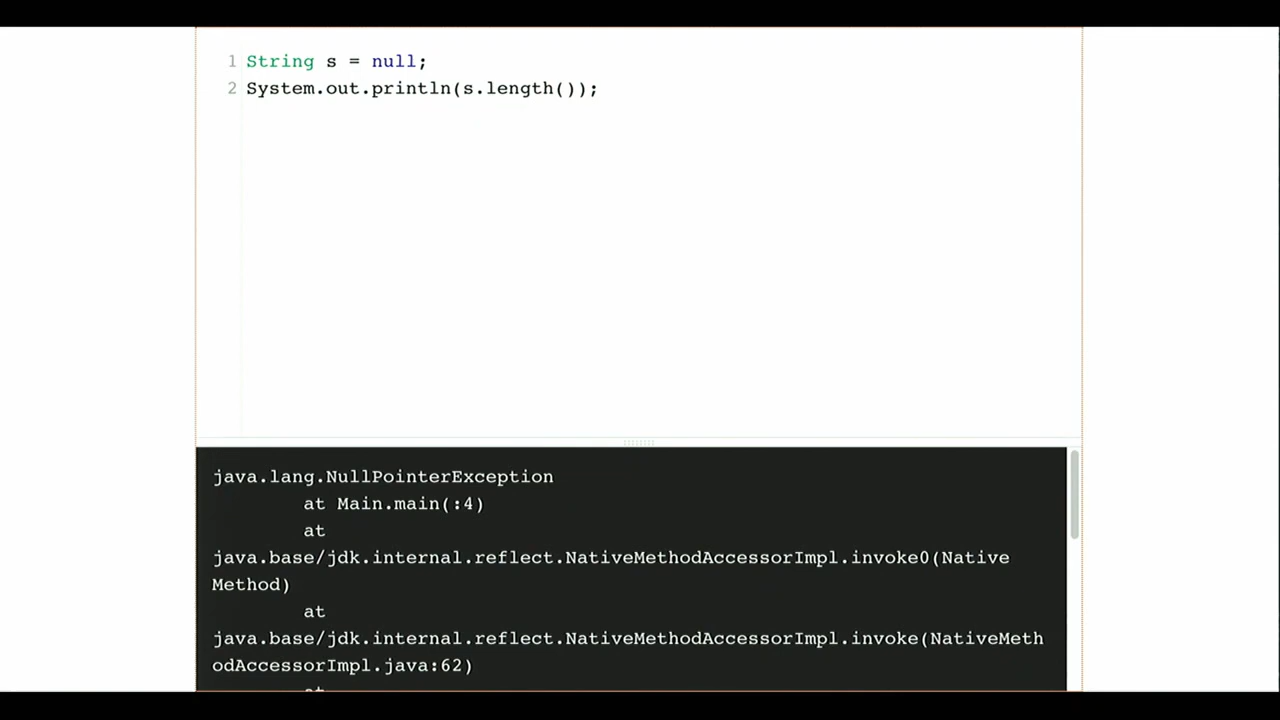 1 String s = null;
2 System.out.println(s.length());
java.lang.NullPointerException
at Main.main(:4)
at
java.base/jdk.internal.reflect.NativeMethodAccessorImpl.invoke0(Native
Method)
at
java.base/jdk.internal.reflect.NativeMethodAccessorImpl.invoke(NativeMeth
odAccessorImpl.java:62)
at